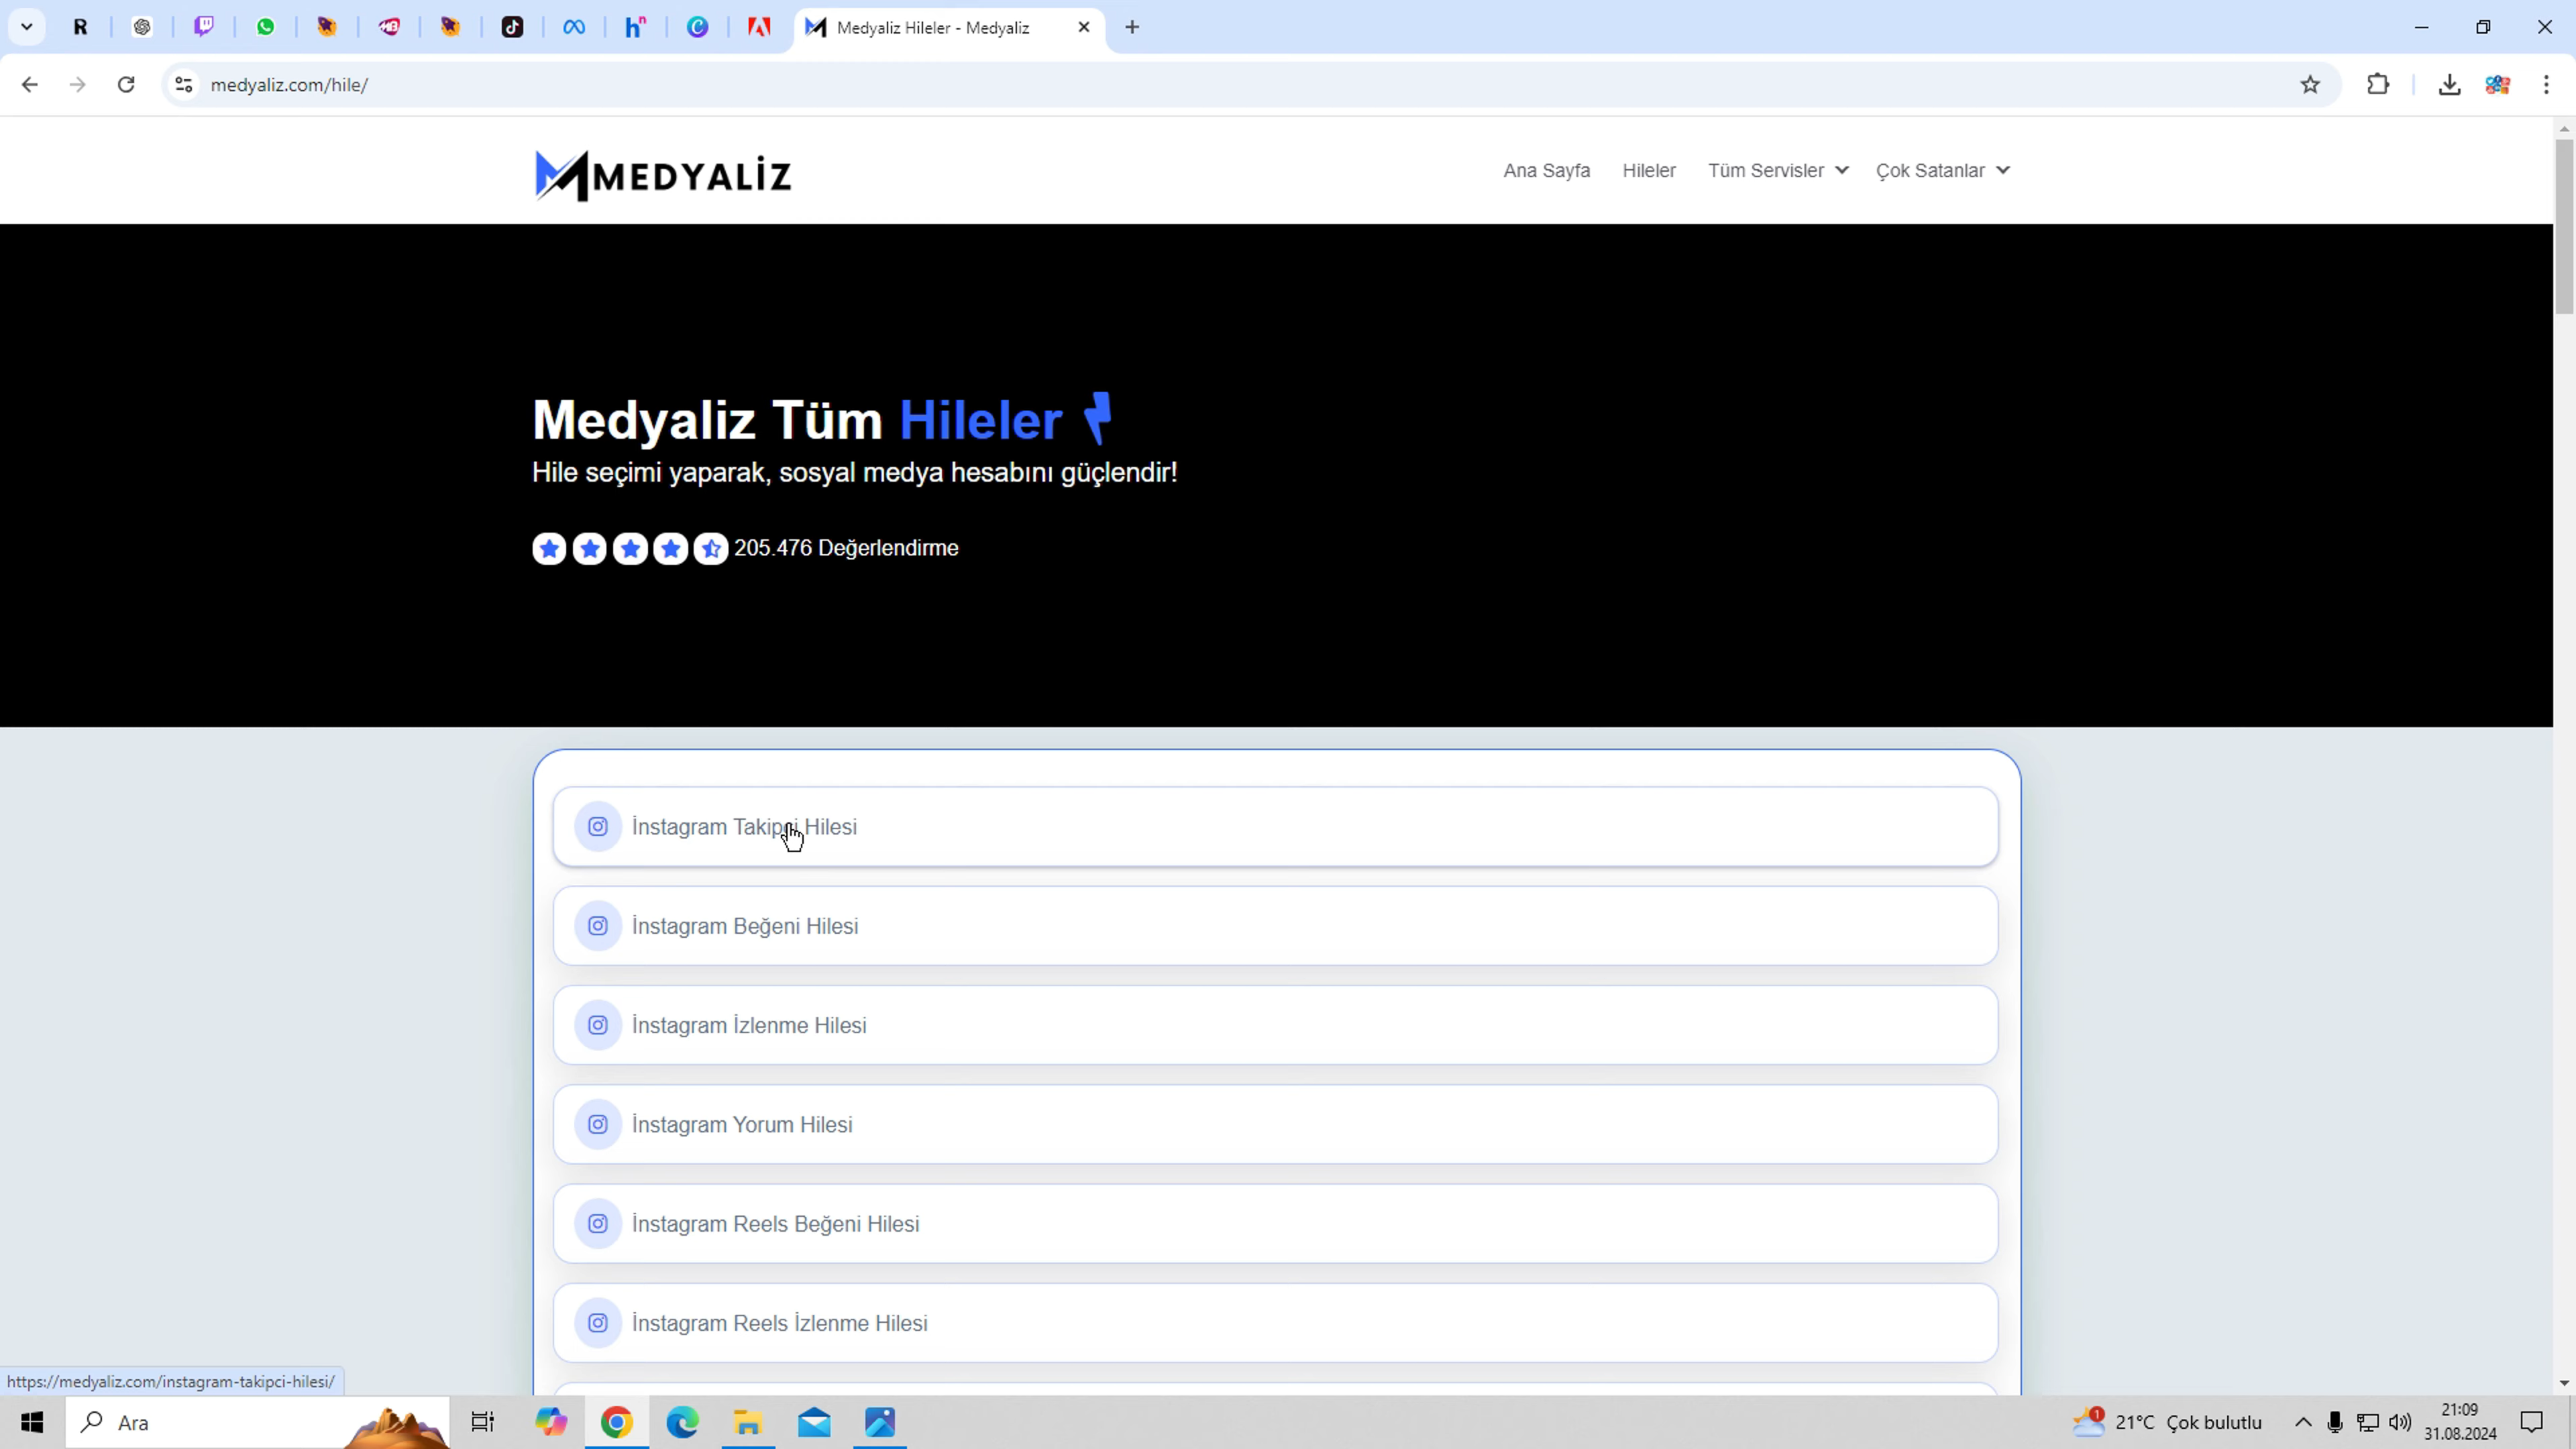 Medyaliz Hileler - Medyaliz
medyaliz.com/hile/
MEDYALİZ
Ana Sayfa
Hileler
Tüm Servisler
Çok Satanlar
Medyaliz Tüm Hileler
Hile seçimi yaparak, sosyal medya hesabını güçlendir!
205.476 Değerlendirme
İnstagram Takipçi Hilesi
İnstagram Beğeni Hilesi
İnstagram İzlenme Hilesi
İnstagram Yorum Hilesi
İnstagram Reels Beğeni Hilesi
İnstagram Reels İzlenme Hilesi
https://medyaliz.com/instagram-takipci-hilesi/
Ara
1
21°C Çok bulutlu
21:09
31.08.2024